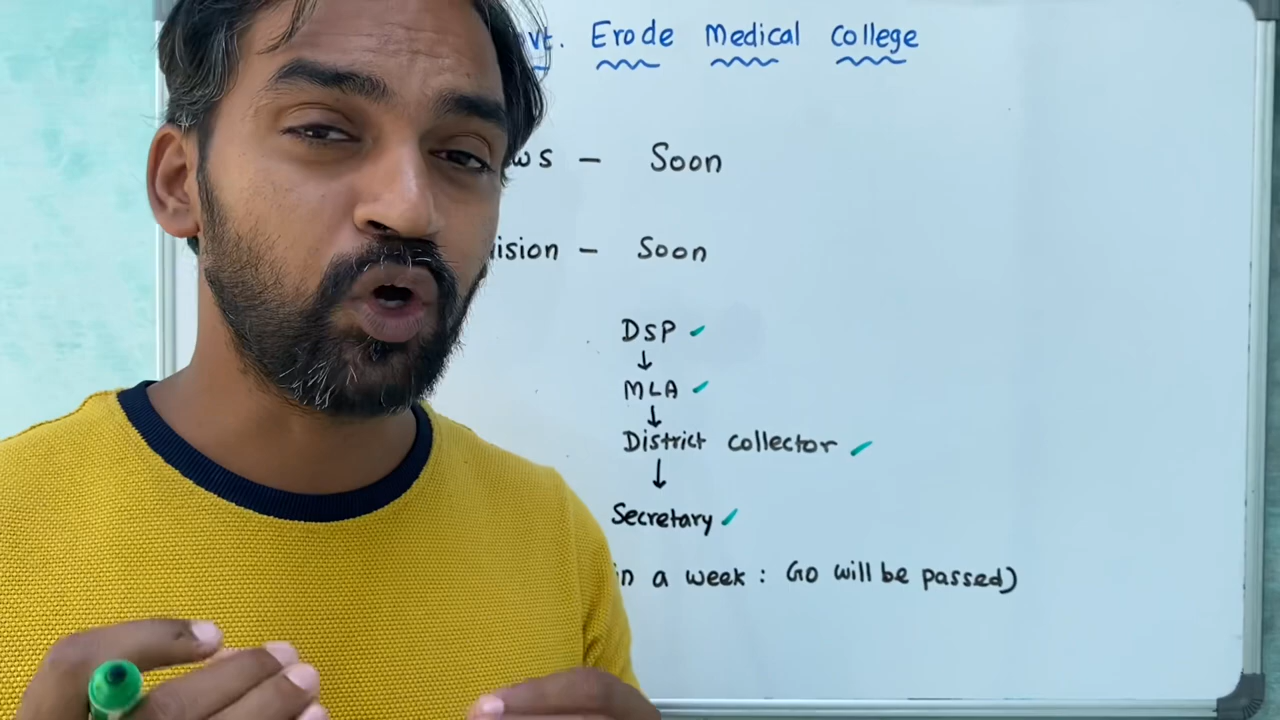 vt. Erode Medical College
ws - Soon
ision - Soon
DSP ✓
↓
MLA ✓
↓
District collector ✓
↓
Secretary ✓
in a week : GO will be passed)